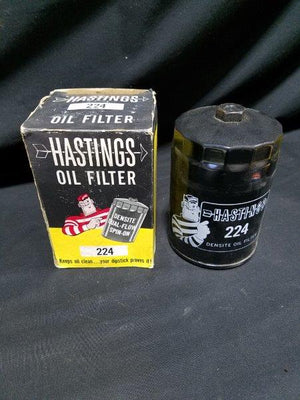 HASTINGS
224
OIL FILTER
HASTINGS
OIL FILTER
DENSITE
DUAL-FLOW
SPIN-ON
224
Keeps oil clean...your dipstick proves it!
HASTINGS
224
DENSITE OIL FILTER